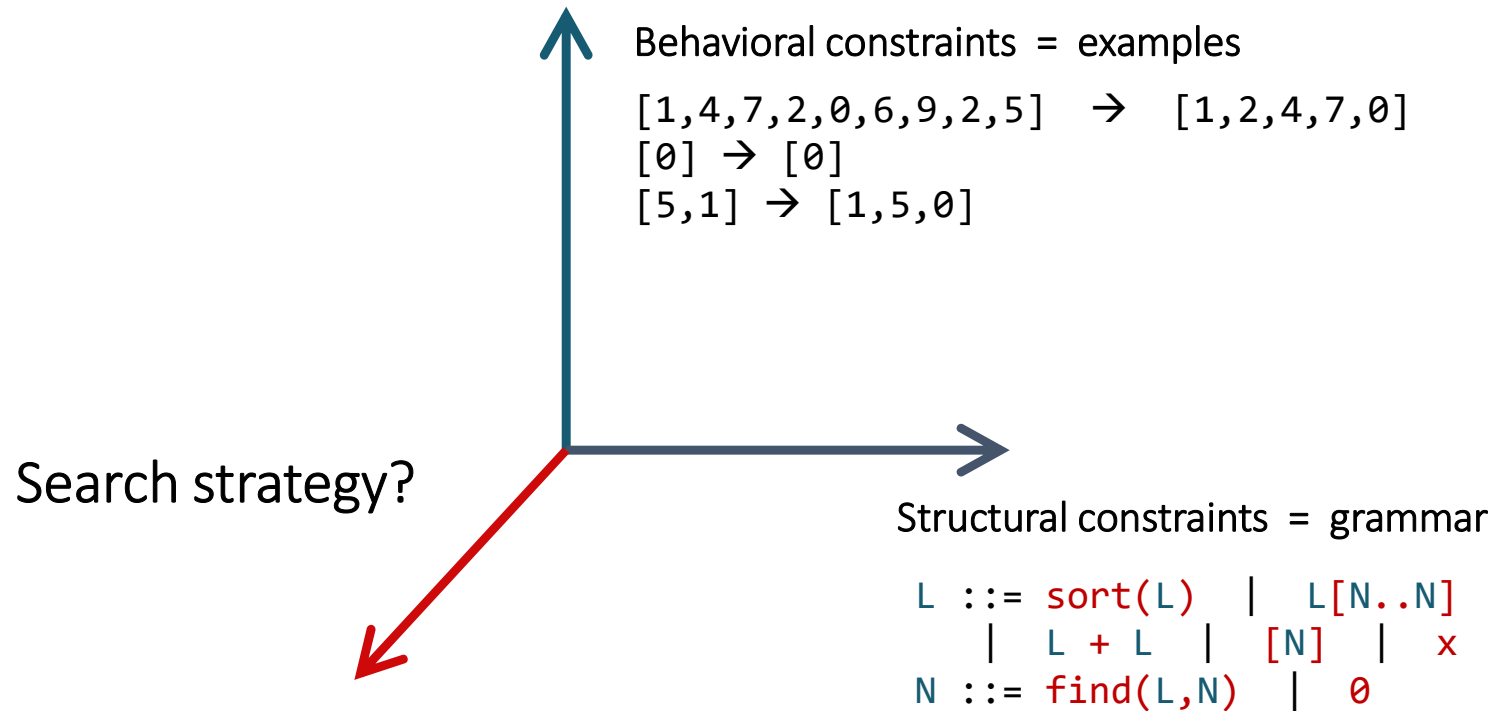 Behavioral constraints = examples
[1,4,7,2,0,6,9,2,5] → [1,2,4,7,0]
[0] → [0]
[5,1] → [1,5,0]
Search strategy?
Structural constraints = grammar
L ::= sort(L) | L[N..N]
| L + L | [N] | x
N ::= find(L,N) | 0